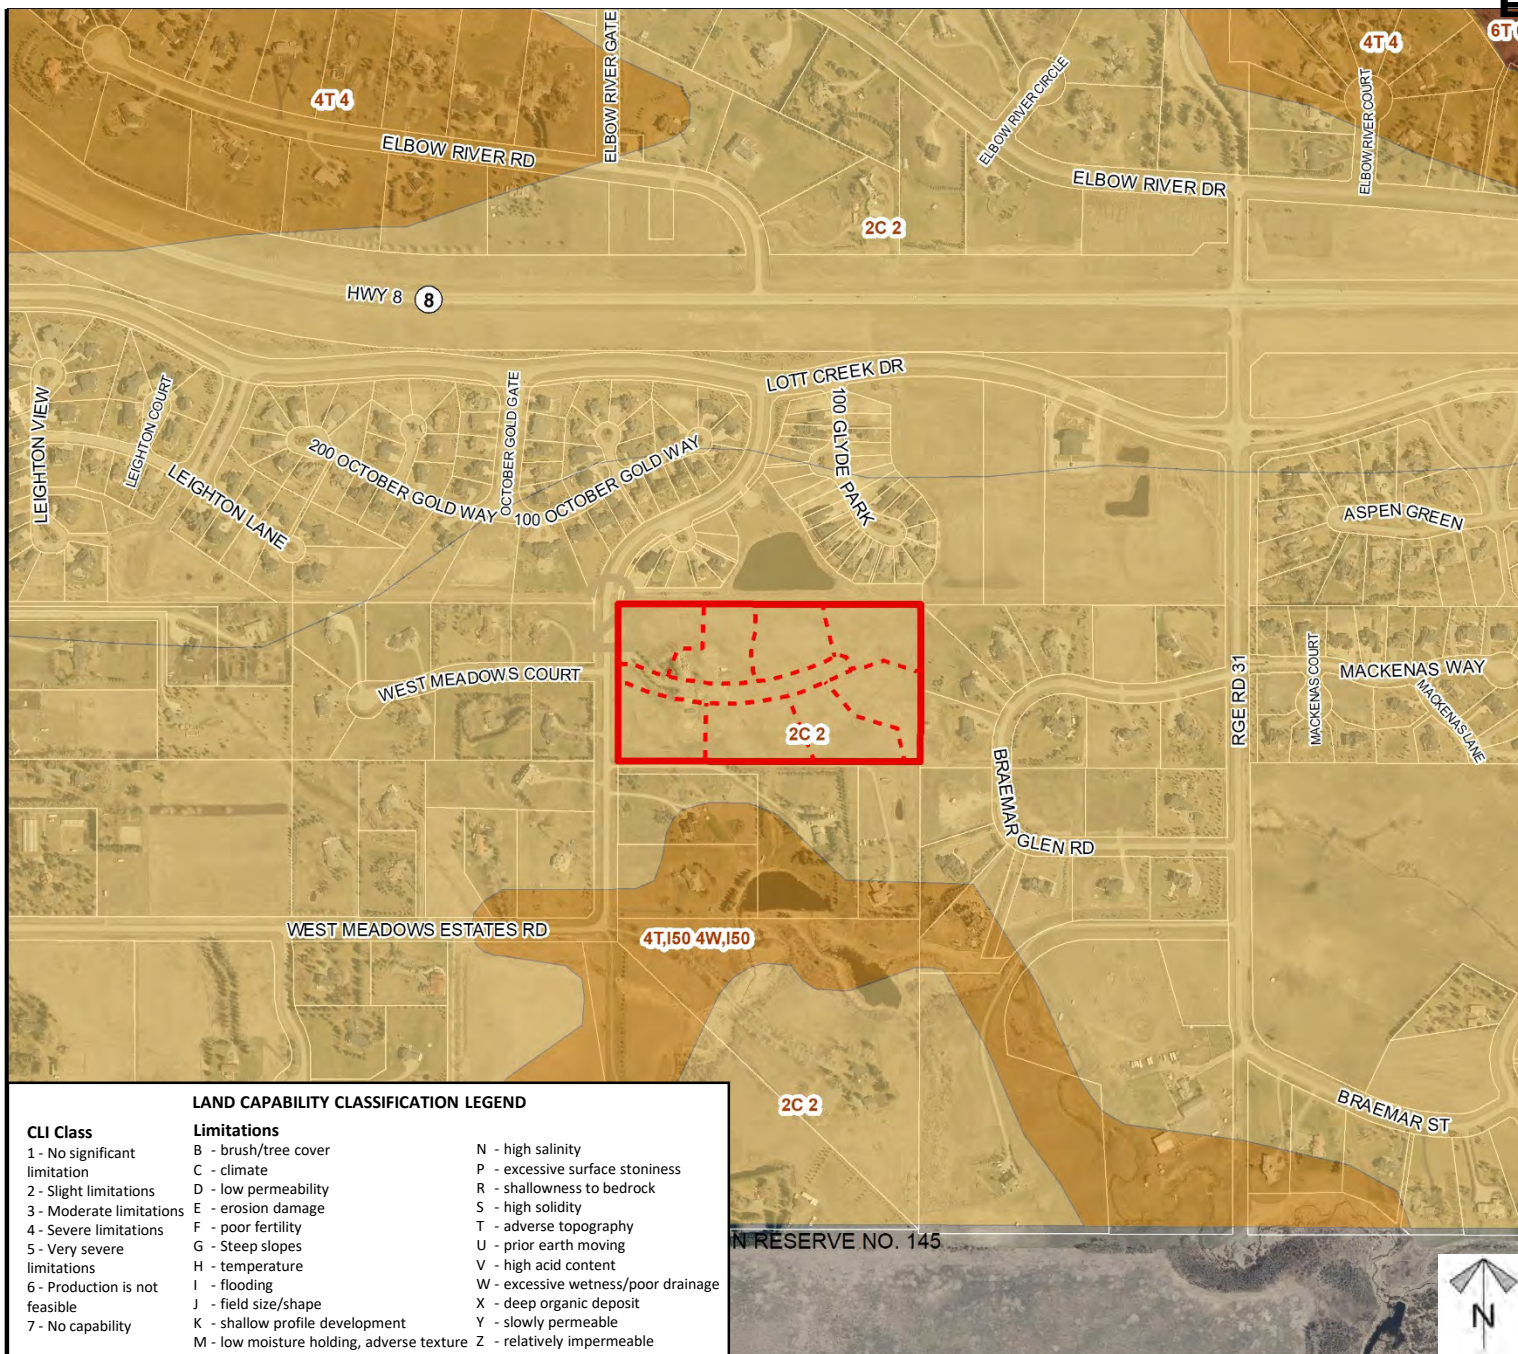 ELBOW RIVER GATE
4T 4
6T
4T 4
ELBOW RIVER CIRCLE
ELBOW RIVER COURT
ELBOW RIVER RD
ELBOW RIVER DR
2C 2
HWY 8
8
LOTT CREEK DR
LEIGHTON VIEW
LEIGHTON COURT
OCTOBER GOLD GATE
100 GLYDE PARK
200 OCTOBER GOLD WAY
100 OCTOBER GOLD WAY
LEIGHTON LANE
ASPEN GREEN
WEST MEADOWS COURT
RGE RD 31
MACKENAS COURT
MACKENAS WAY
MACKENAS LANE
2C 2
BRAEMAR GLEN RD
WEST MEADOWS ESTATES RD
4T,I50 4W,I50
2C 2
BRAEMAR ST
N RESERVE NO. 145
N
LAND CAPABILITY CLASSIFICATION LEGEND
CLI Class
1 - No significant
limitation
2 - Slight limitations
3 - Moderate limitations
4 - Severe limitations
5 - Very severe
limitations
6 - Production is not
feasible
7 - No capability
Limitations
B - brush/tree cover
C - climate
D - low permeability
E - erosion damage
F - poor fertility
G - Steep slopes
H - temperature
I - flooding
J - field size/shape
K - shallow profile development
M - low moisture holding, adverse texture
N - high salinity
P - excessive surface stoniness
R - shallowness to bedrock
S - high solidity
T - adverse topography
U - prior earth moving
V - high acid content
W - excessive wetness/poor drainage
X - deep organic deposit
Y - slowly permeable
Z - relatively impermeable